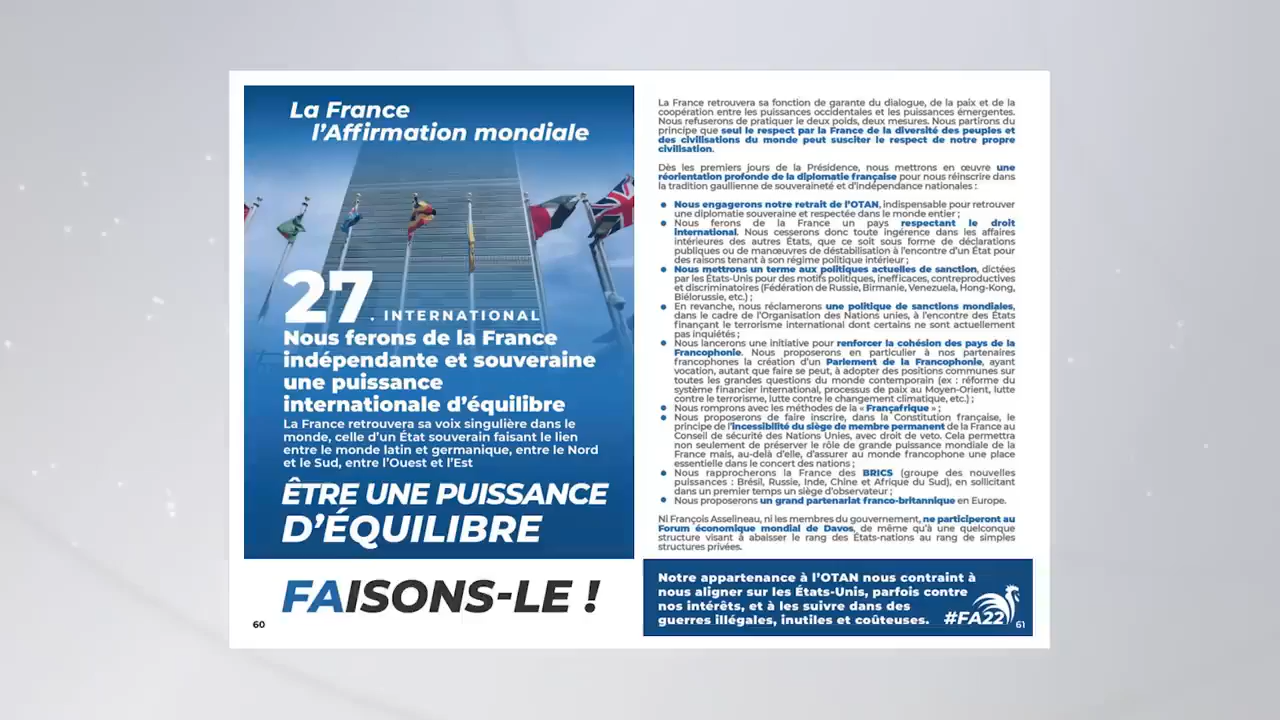 La France
l'Affirmation mondiale
27
. INTERNATIONAL
Nous ferons de la France
indépendante et souveraine
une puissance
internationale d'équilibre
La France retrouvera sa voix singulière dans le
monde, celle d'un État souverain faisant le lien
entre le monde latin et germanique, entre le Nord
et le Sud, entre l'Ouest et l'Est
ÊTRE UNE PUISSANCE
D'ÉQUILIBRE
FAISONS-LE !
60
La France retrouvera sa fonction de garante du dialogue, de la paix et de la
coopération entre les puissances occidentales et les puissances émergentes.
Nous refuserons de pratiquer le deux poids, deux mesures. Nous partirons du
principe que seul le respect par la France de la diversité des peuples et
des civilisations du monde peut susciter le respect de notre propre
civilisation.
Dès les premiers jours de la Présidence, nous mettrons en œuvre une
réorientation profonde de la diplomatie française pour nous réinscrire dans
la tradition gaullienne de souveraineté et d'indépendance nationales :
• Nous engagerons notre retrait de l'OTAN, indispensable pour retrouver
une diplomatie souveraine et respectée dans le monde entier ;
• Nous ferons de la France un pays respectant le droit
international. Nous cesserons donc toute ingérence dans les affaires
intérieures des autres États, que ce soit sous forme de déclarations
publiques ou de manœuvres de déstabilisation à l'encontre d'un État pour
des raisons tenant à son régime politique intérieur ;
• Nous mettrons un terme aux politiques actuelles de sanction, dictées
par les États-Unis pour des motifs politiques, inefficaces, contreproductives
et discriminatoires (Fédération de Russie, Birmanie, Venezuela, Hong-Kong,
Biélorussie, etc.) ;
• En revanche, nous réclamerons une politique de sanctions mondiales,
dans le cadre de l'Organisation des Nations unies, à l'encontre des États
finançant le terrorisme international dont certains ne sont actuellement
pas inquiétés ;
• Nous lancerons une initiative pour renforcer la cohésion des pays de la
Francophonie. Nous proposerons en particulier à nos partenaires
francophones la création d'un Parlement de la Francophonie, ayant
vocation, autant que faire se peut, à adopter des positions communes sur
toutes les grandes questions du monde contemporain (ex : réforme du
système financier international, processus de paix au Moyen-Orient, lutte
contre le terrorisme, lutte contre le changement climatique, etc.) ;
• Nous romprons avec les méthodes de la « Françafrique » ;
• Nous proposerons de faire inscrire, dans la Constitution française, le
principe de l'incessibilité du siège de membre permanent de la France au
Conseil de sécurité des Nations Unies, avec droit de veto. Cela permettra
non seulement de préserver le rôle de grande puissance mondiale de la
France mais, au-delà d'elle, d'assurer au monde francophone une place
essentielle dans le concert des nations ;
• Nous rapprocherons la France des BRICS (groupe des nouvelles
puissances : Brésil, Russie, Inde, Chine et Afrique du Sud), en sollicitant
dans un premier temps un siège d'observateur ;
• Nous proposerons un grand partenariat franco-britannique en Europe.
Ni François Asselineau, ni les membres du gouvernement, ne participeront au
Forum économique mondial de Davos, de même qu'à une quelconque
structure visant à abaisser le rang des États-nations au rang de simples
structures privées.
Notre appartenance à l'OTAN nous contraint à
nous aligner sur les États-Unis, parfois contre
nos intérêts, et à les suivre dans des
guerres illégales, inutiles et coûteuses.
#FA22
61